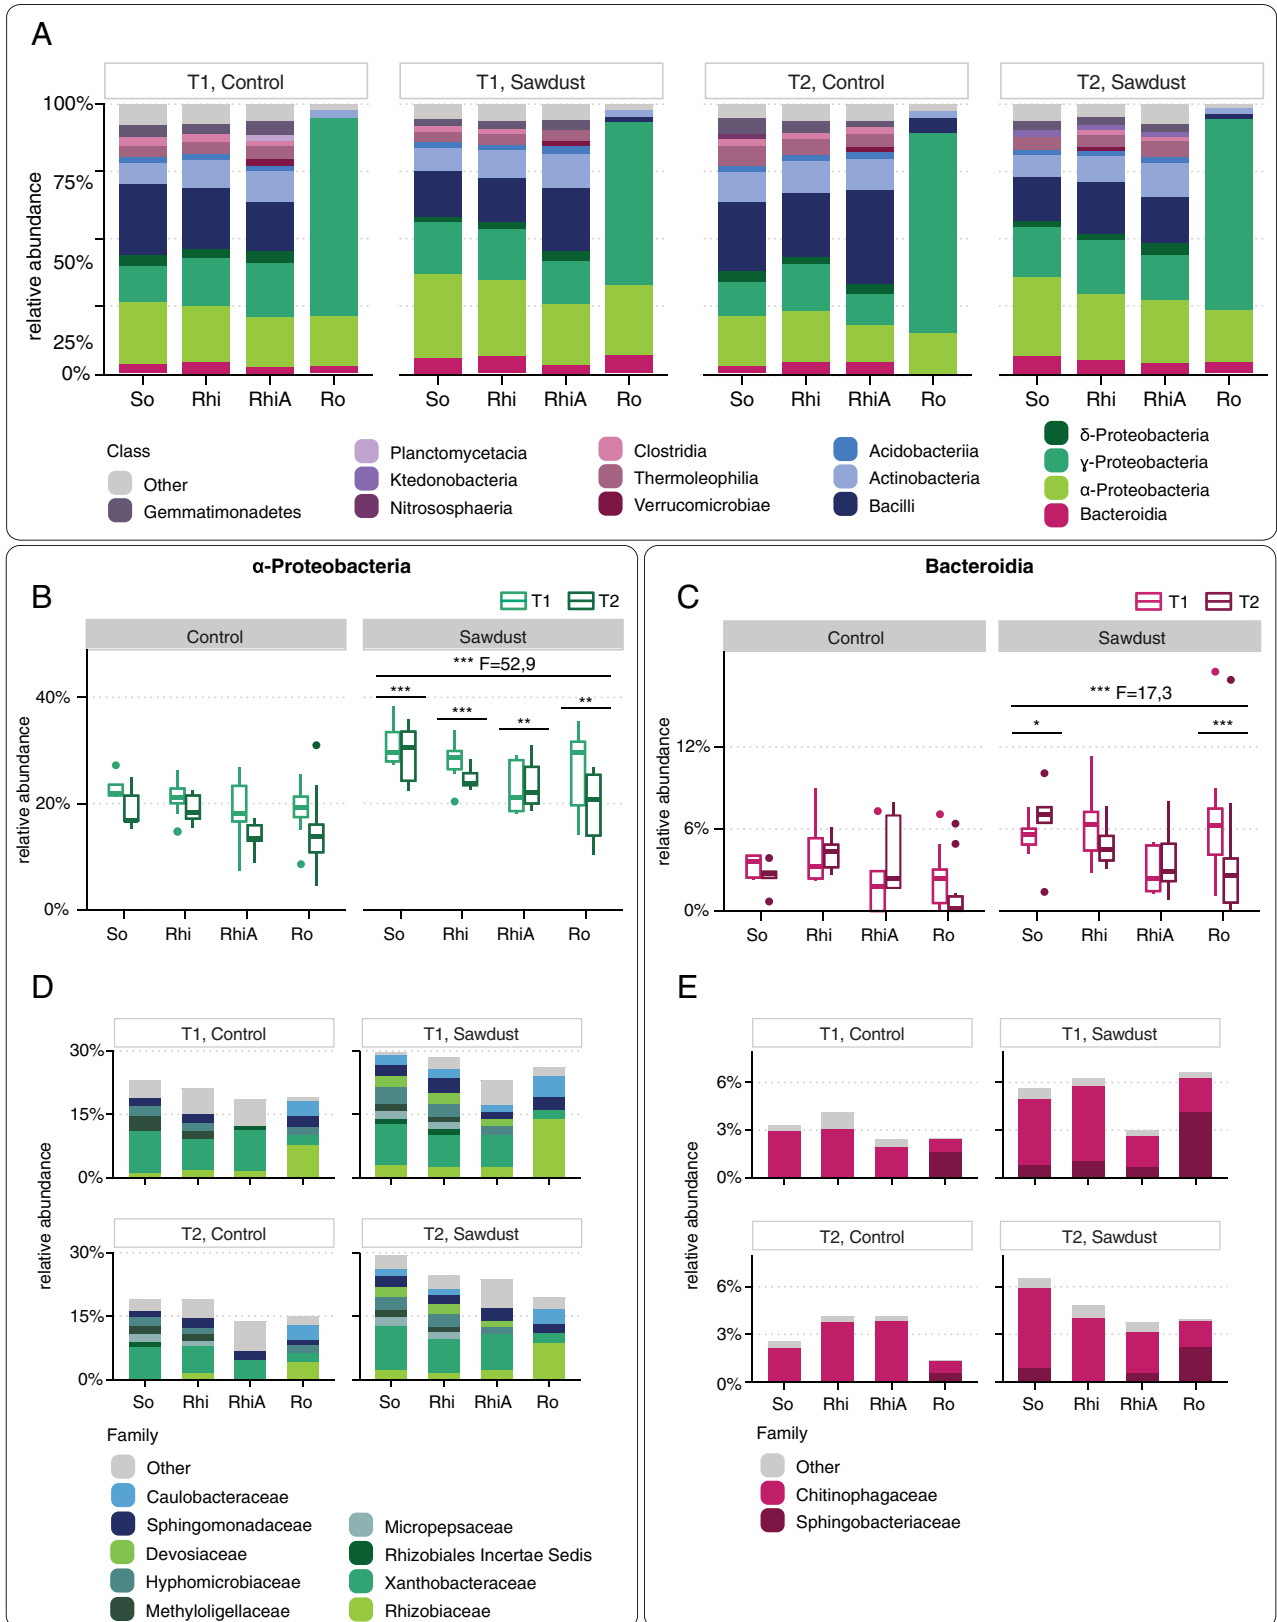 A
T1, Control
T1, Sawdust
T2, Control
T2, Sawdust
100%
75%
50%
25%
0%
relative abundance
So Rhi RhiA Ro
So Rhi RhiA Ro
So Rhi RhiA Ro
So Rhi RhiA Ro
Class
Other
Gemmatimonadetes
Planctomycetacia
Ktedonobacteria
Nitrososphaeria
Clostridia
Thermoleophilia
Verrucomicrobiae
Acidobacteriia
Actinobacteria
Bacilli
δ-Proteobacteria
ɣ-Proteobacteria
α-Proteobacteria
Bacteroidia
α-Proteobacteria
B
T1 T2
Control
Sawdust
*** F=52,9
***
***
**
**
40%
20%
0%
relative abundance
So Rhi RhiA Ro
So Rhi RhiA Ro
Bacteroidia
C
T1 T2
Control
Sawdust
*** F=17,3
*
***
12%
6%
0%
relative abundance
So Rhi RhiA Ro
So Rhi RhiA Ro
D
T1, Control
T1, Sawdust
30%
15%
0%
T2, Control
T2, Sawdust
30%
15%
0%
relative abundance
So Rhi RhiA Ro
So Rhi RhiA Ro
Family
Other
Caulobacteraceae
Sphingomonadaceae
Devosiaceae
Hyphomicrobiaceae
Methyloligellaceae
Micropepsaceae
Rhizobiales Incertae Sedis
Xanthobacteraceae
Rhizobiaceae
E
T1, Control
T1, Sawdust
6%
3%
0%
T2, Control
T2, Sawdust
6%
3%
0%
relative abundance
So Rhi RhiA Ro
So Rhi RhiA Ro
Family
Other
Chitinophagaceae
Sphingobacteriaceae